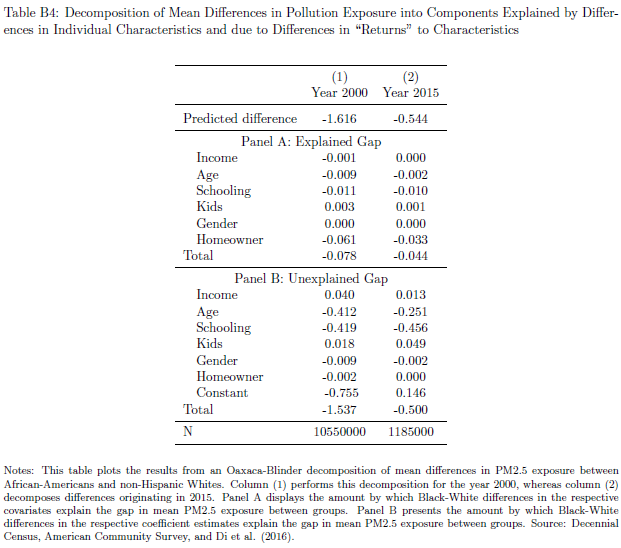 Table B4: Decomposition of Mean Differences in Pollution Exposure into Components Explained by Differ-
ences in Individual Characteristics and due to Differences in “Returns” to Characteristics
(1) (2)
Year 2000 Year 2015
Predicted difference -1.616 -0.544
Panel A: Explained Gap
Income -0.001 0.000
Age -0.009 -0.002
Schooling -0.011 -0.010
Kids 0.003 0.001
Gender 0.000 0.000
Homeowner -0.061 -0.033
Total -0.078 -0.044
Panel B: Unexplained Gap
Income 0.040 0.013
Age -0.412 -0.251
Schooling -0.419 -0.456
Kids 0.018 0.049
Gender -0.009 -0.002
Homeowner -0.002 0.000
Constant -0.755 0.146
Total -1.537 -0.500
N 10550000 1185000
Notes: This table plots the results from an Oaxaca-Blinder decomposition of mean differences in PM2.5 exposure between
African-Americans and non-Hispanic Whites. Column (1) performs this decomposition for the year 2000, whereas column (2)
decomposes differences originating in 2015. Panel A displays the amount by which Black-White differences in the respective
covariates explain the gap in mean PM2.5 exposure between groups. Panel B presents the amount by which Black-White
differences in the respective coefficient estimates explain the gap in mean PM2.5 exposure between groups. Source: Decennial
Census, American Community Survey, and Di et al. (2016).